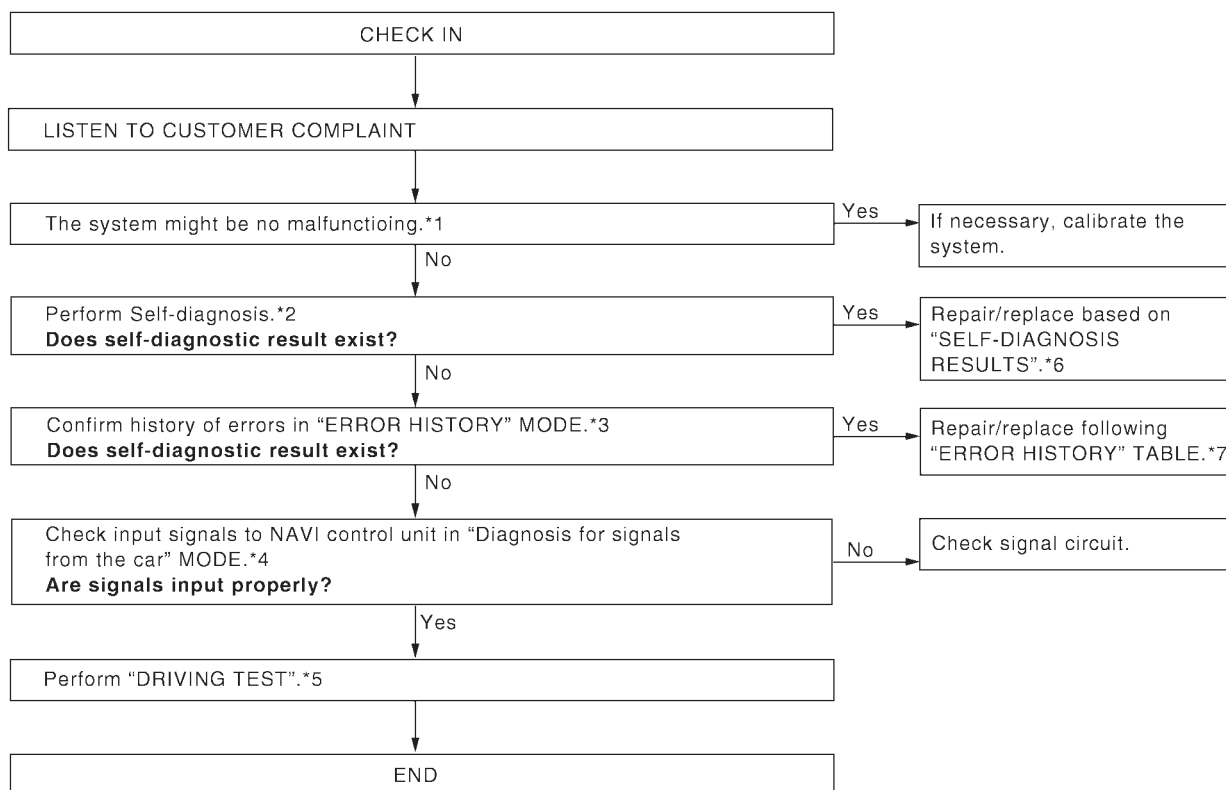 CHECK IN
LISTEN TO CUSTOMER COMPLAINT
The system might be no malfunctioing.*1
Yes
If necessary, calibrate the
system.
No
Perform Self-diagnosis.*2
Does self-diagnostic result exist?
Yes
Repair/replace based on
“SELF-DIAGNOSIS
RESULTS”.*6
No
Confirm history of errors in “ERROR HISTORY” MODE.*3
Does self-diagnostic result exist?
Yes
Repair/replace following
“ERROR HISTORY” TABLE.*7
No
Check input signals to NAVI control unit in “Diagnosis for signals
from the car” MODE.*4
Are signals input properly?
No
Check signal circuit.
Yes
Perform “DRIVING TEST”.*5
END